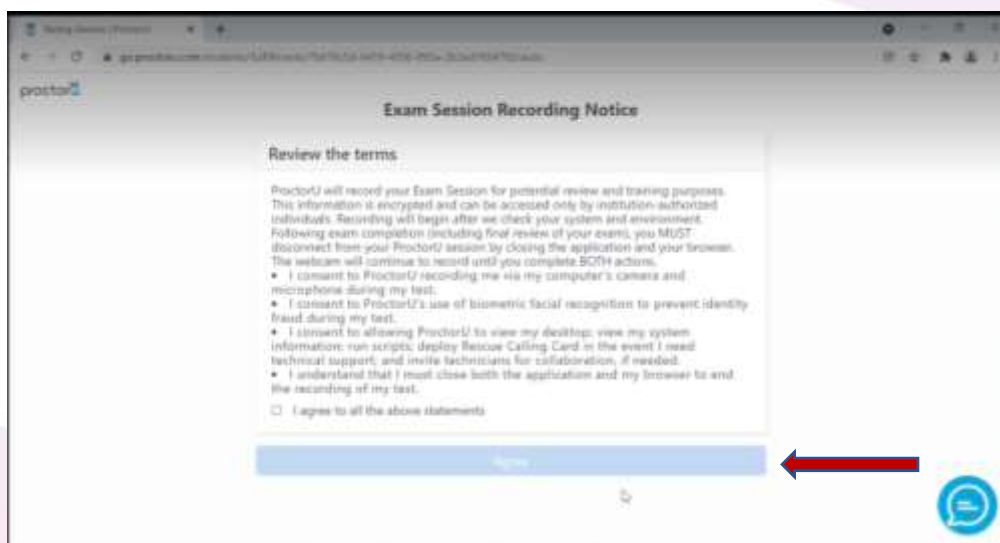 proctorU
Exam Session Recording Notice
Review the terms
ProctorU will record your Exam Session for potential review and training purposes.
This information is encrypted and can be accessed only by institution-authorized
individuals. Recording will begin after we check your system and environment.
Following exam completion (including final review of your exam), you MUST
disconnect from your ProctorU session by closing the application and your browser.
The webcam will continue to record until you complete BOTH actions.
• I consent to ProctorU recording me via my computer's camera and
microphone during my test.
• I consent to ProctorU's use of biometric facial recognition to prevent identity
fraud during my test.
• I consent to allowing ProctorU to view my desktop; view my system
information; run scripts; deploy Rescue Calling Card in the event I need
technical support; and invite technicians for collaboration, if needed.
• I understand that I must close both the application and my browser to end
the recording of my test.
I agree to all the above statements
Agree